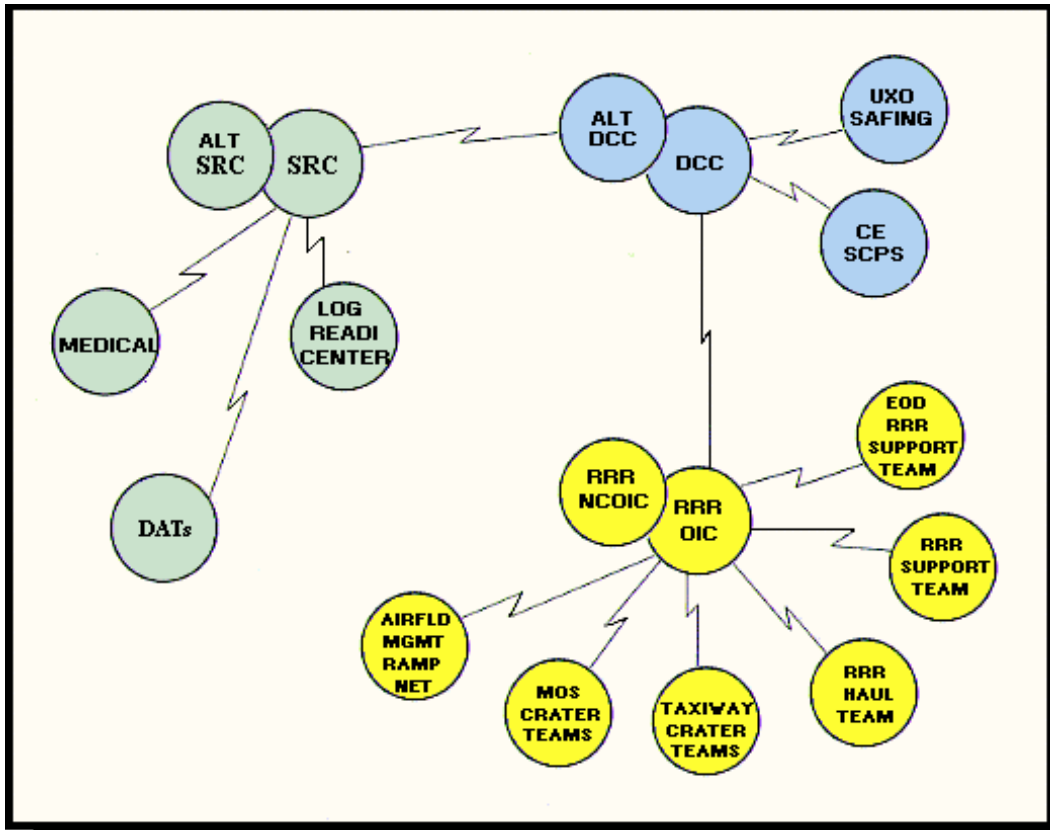 ALT
SRC
SRC
ALT
DCC
DCC
UXO
SAFING
CE
SCPS
MEDICAL
LOG
READI
CENTER
DATs
RRR
NCOIC
RRR
OIC
EOD
RRR
SUPPORT
TEAM
RRR
SUPPORT
TEAM
AIRFLD
MGMT
RAMP
NET
MOS
CRATER
TEAMS
TAXIWAY
CRATER
TEAMS
RRR
HAUL
TEAM